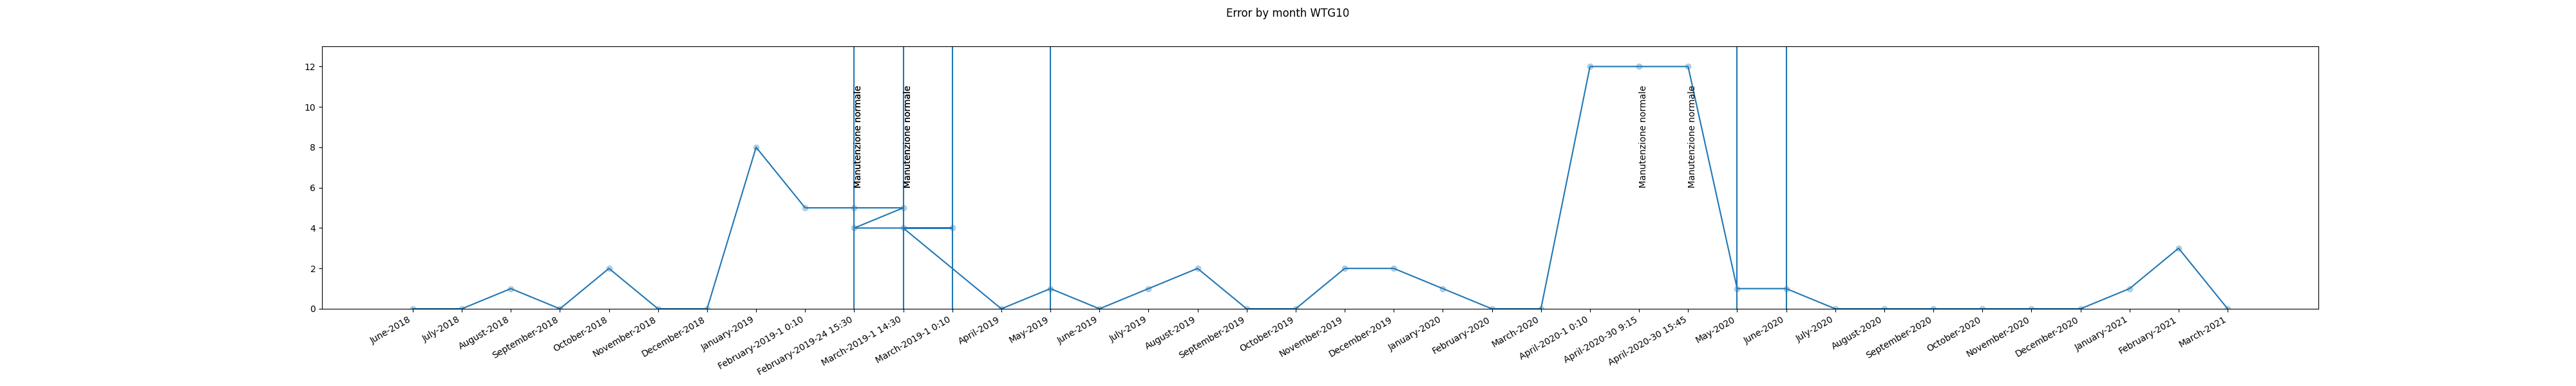 Error by month WTG10
12
10
8
6
4
2
0
Manutenzione normale
Manutenzione normale
Manutenzione normale
Manutenzione normale
June-2018
July-2018
August-2018
September-2018
October-2018
November-2018
December-2018
January-2019
February-2019-1 0:10
February-2019-24 15:30
March-2019-1 14:30
March-2019-1 0:10
April-2019
May-2019
June-2019
July-2019
August-2019
September-2019
October-2019
November-2019
December-2019
January-2020
February-2020
March-2020
April-2020-1 0:10
April-2020-30 9:15
April-2020-30 15:45
May-2020
June-2020
July-2020
August-2020
September-2020
October-2020
November-2020
December-2020
January-2021
February-2021
March-2021